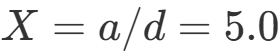 X = a/d = 5.0